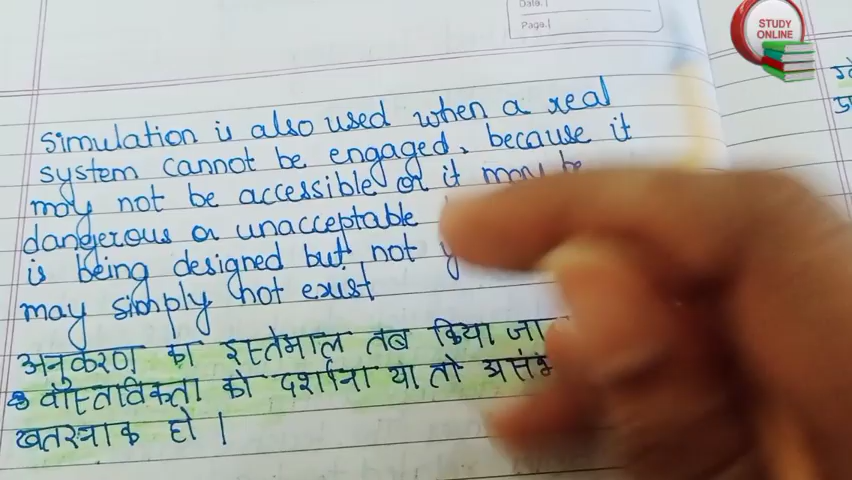 Data.|
Page.|
STUDY
ONLINE
simulation is also used when a real
system cannot be engaged, because it
may not be accessible or it may be
dangerous or unacceptable
is being designed but not
may simply not exist
अनुकरण का इस्तेमाल तब किया जा
वास्तविकता को दर्शाना या तो
खतरनाक हो ।